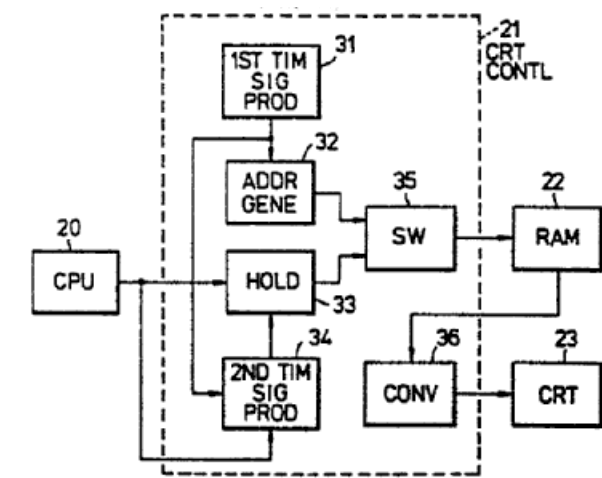 21
CRT
CONTL
31
1ST TIM
SIG
PROD
32
ADDR
GENE
35
SW
22
RAM
20
CPU
HOLD
33
34
2ND TIM
SIG
PROD
36
CONV
23
CRT